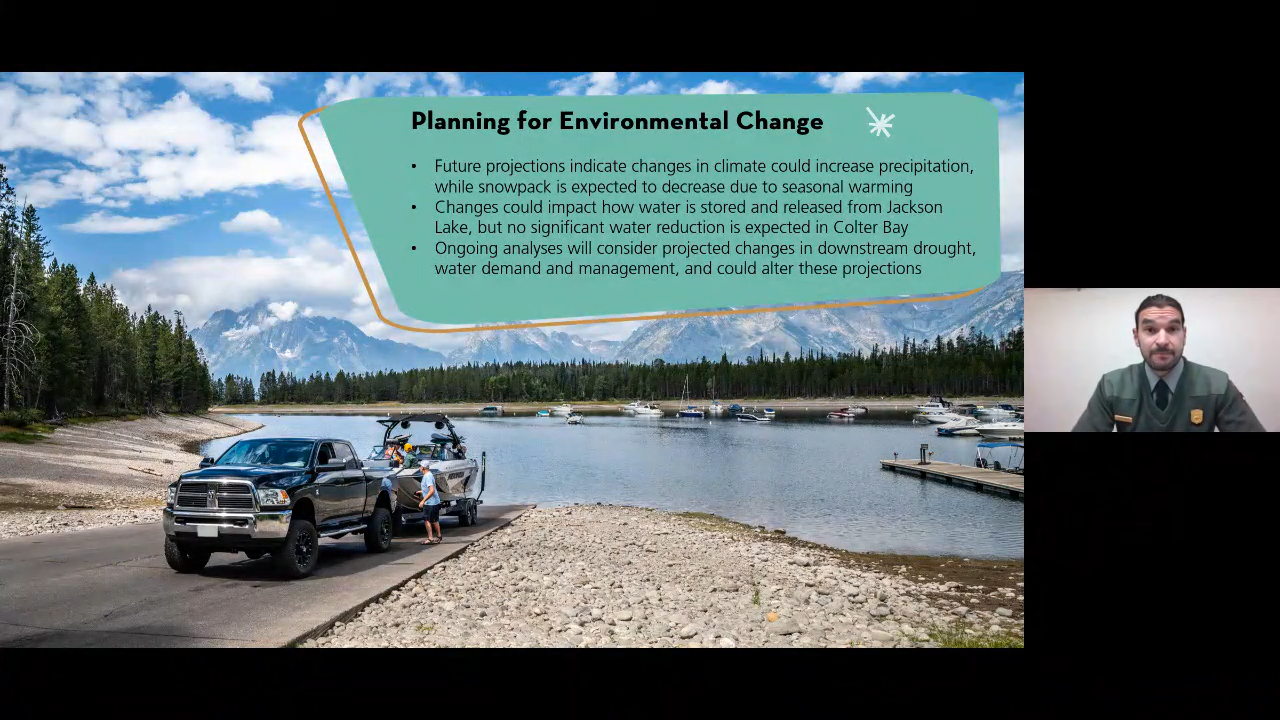 Planning for Environmental Change
• Future projections indicate changes in climate could increase precipitation,
while snowpack is expected to decrease due to seasonal warming
• Changes could impact how water is stored and released from Jackson
Lake, but no significant water reduction is expected in Colter Bay
• Ongoing analyses will consider projected changes in downstream drought,
water demand and management, and could alter these projections